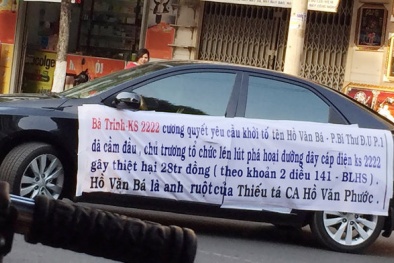 Bà Trinh-KS 2222 cương quyết yêu cầu khởi tố tên Hồ Văn Bá - P.Bí Thư Đ.U.P.1
đã cầm đầu, chủ trương tổ chức lén lút phá hoại đường dây cáp điện ks 2222
gây thiệt hại 28tr đồng ( theo khoản 2 điều 141 - BLHS ).
Hồ Văn Bá là anh ruột của Thiếu tá CA Hồ Văn Phước .